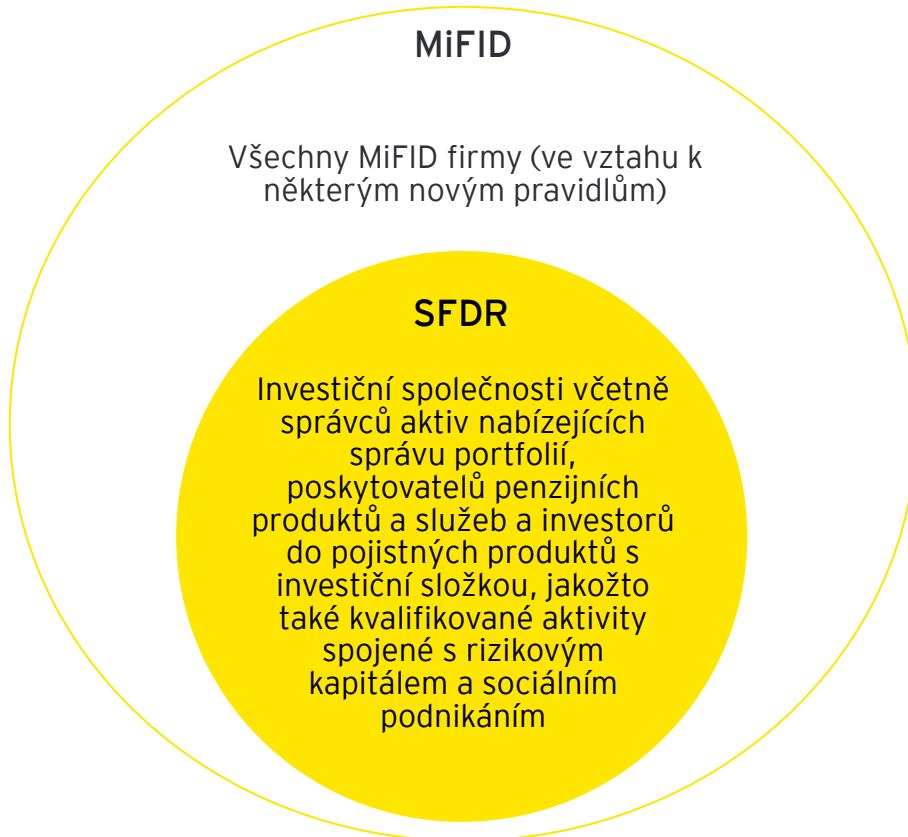 MiFID
Všechny MiFID firmy (ve vztahu k
některým novým pravidlům)
SFDR
Investiční společnosti včetně
správců aktiv nabízejících
správu portfolií,
poskytovatelů penzijních
produktů a služeb a investorů
do pojistných produktů s
investiční složkou, jakožto
také kvalifikované aktivity
spojené s rizikovým
kapitálem a sociálním
podnikáním